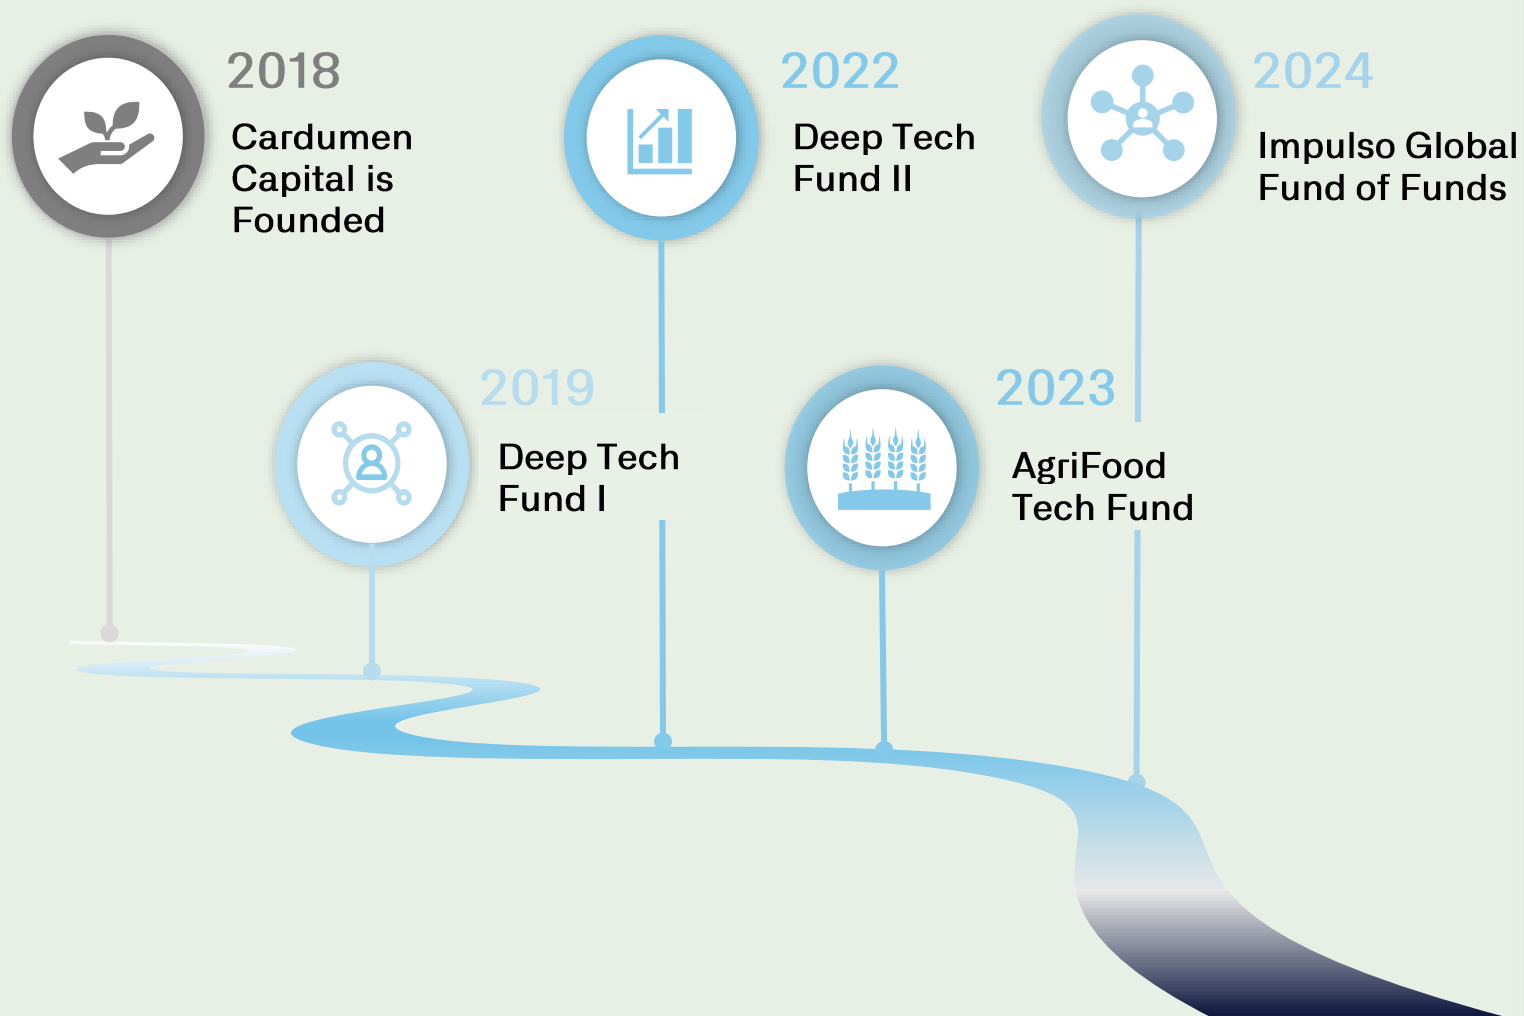 2018
Cardumen
Capital is
Founded
2019
Deep Tech
Fund I
2022
Deep Tech
Fund II
2023
AgriFood
Tech Fund
2024
Impulso Global
Fund of Funds